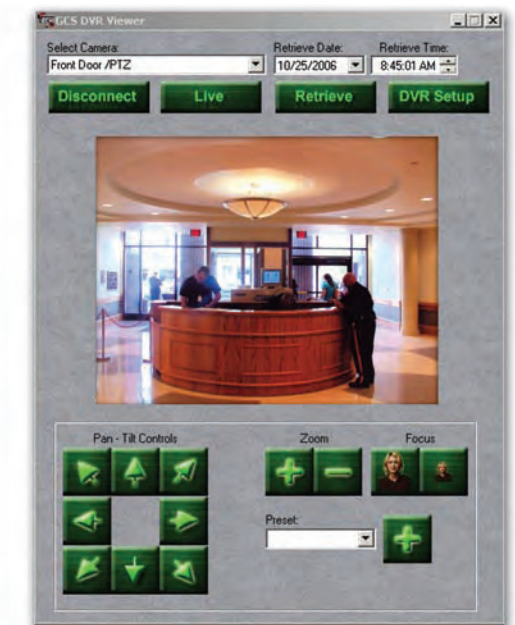 GCS DVR Viewer
Select Camera: Retrieve Date: Retrieve Time:
Front Door /PTZ 10/25/2006 8:45:01 AM
Disconnect Live Retrieve DVR Setup
Pan - Tilt Controls Zoom Focus
Preset: